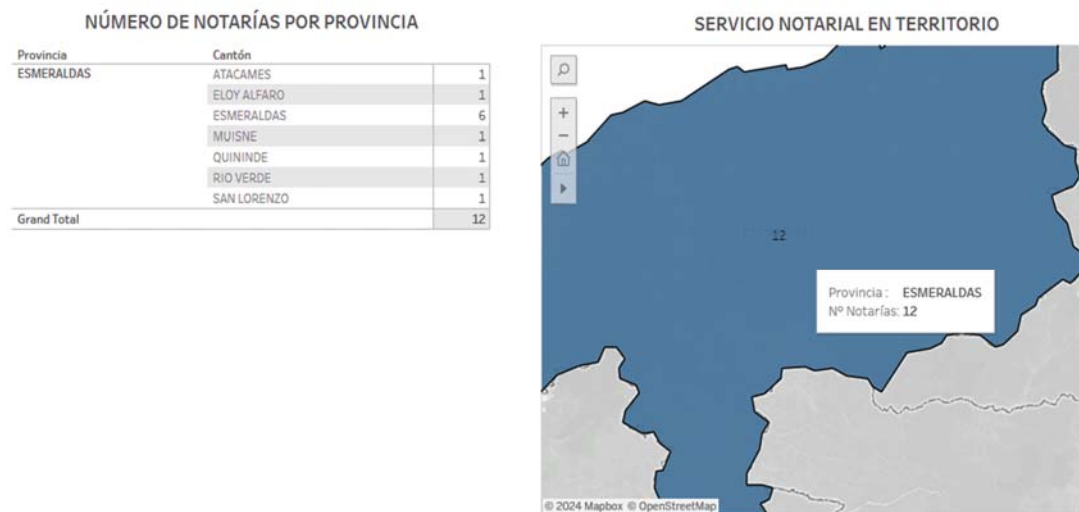 NÚMERO DE NOTARÍAS POR PROVINCIA
Provincia Cantón
ESMERALDAS ATACAMES 1
ELOY ALFARO 1
ESMERALDAS 6
MUISNE 1
QUININDE 1
RIO VERDE 1
SAN LORENZO 1
Grand Total 12
SERVICIO NOTARIAL EN TERRITORIO
12
Provincia : ESMERALDAS
Nº Notarías: 12
© 2024 Mapbox © OpenStreetMap